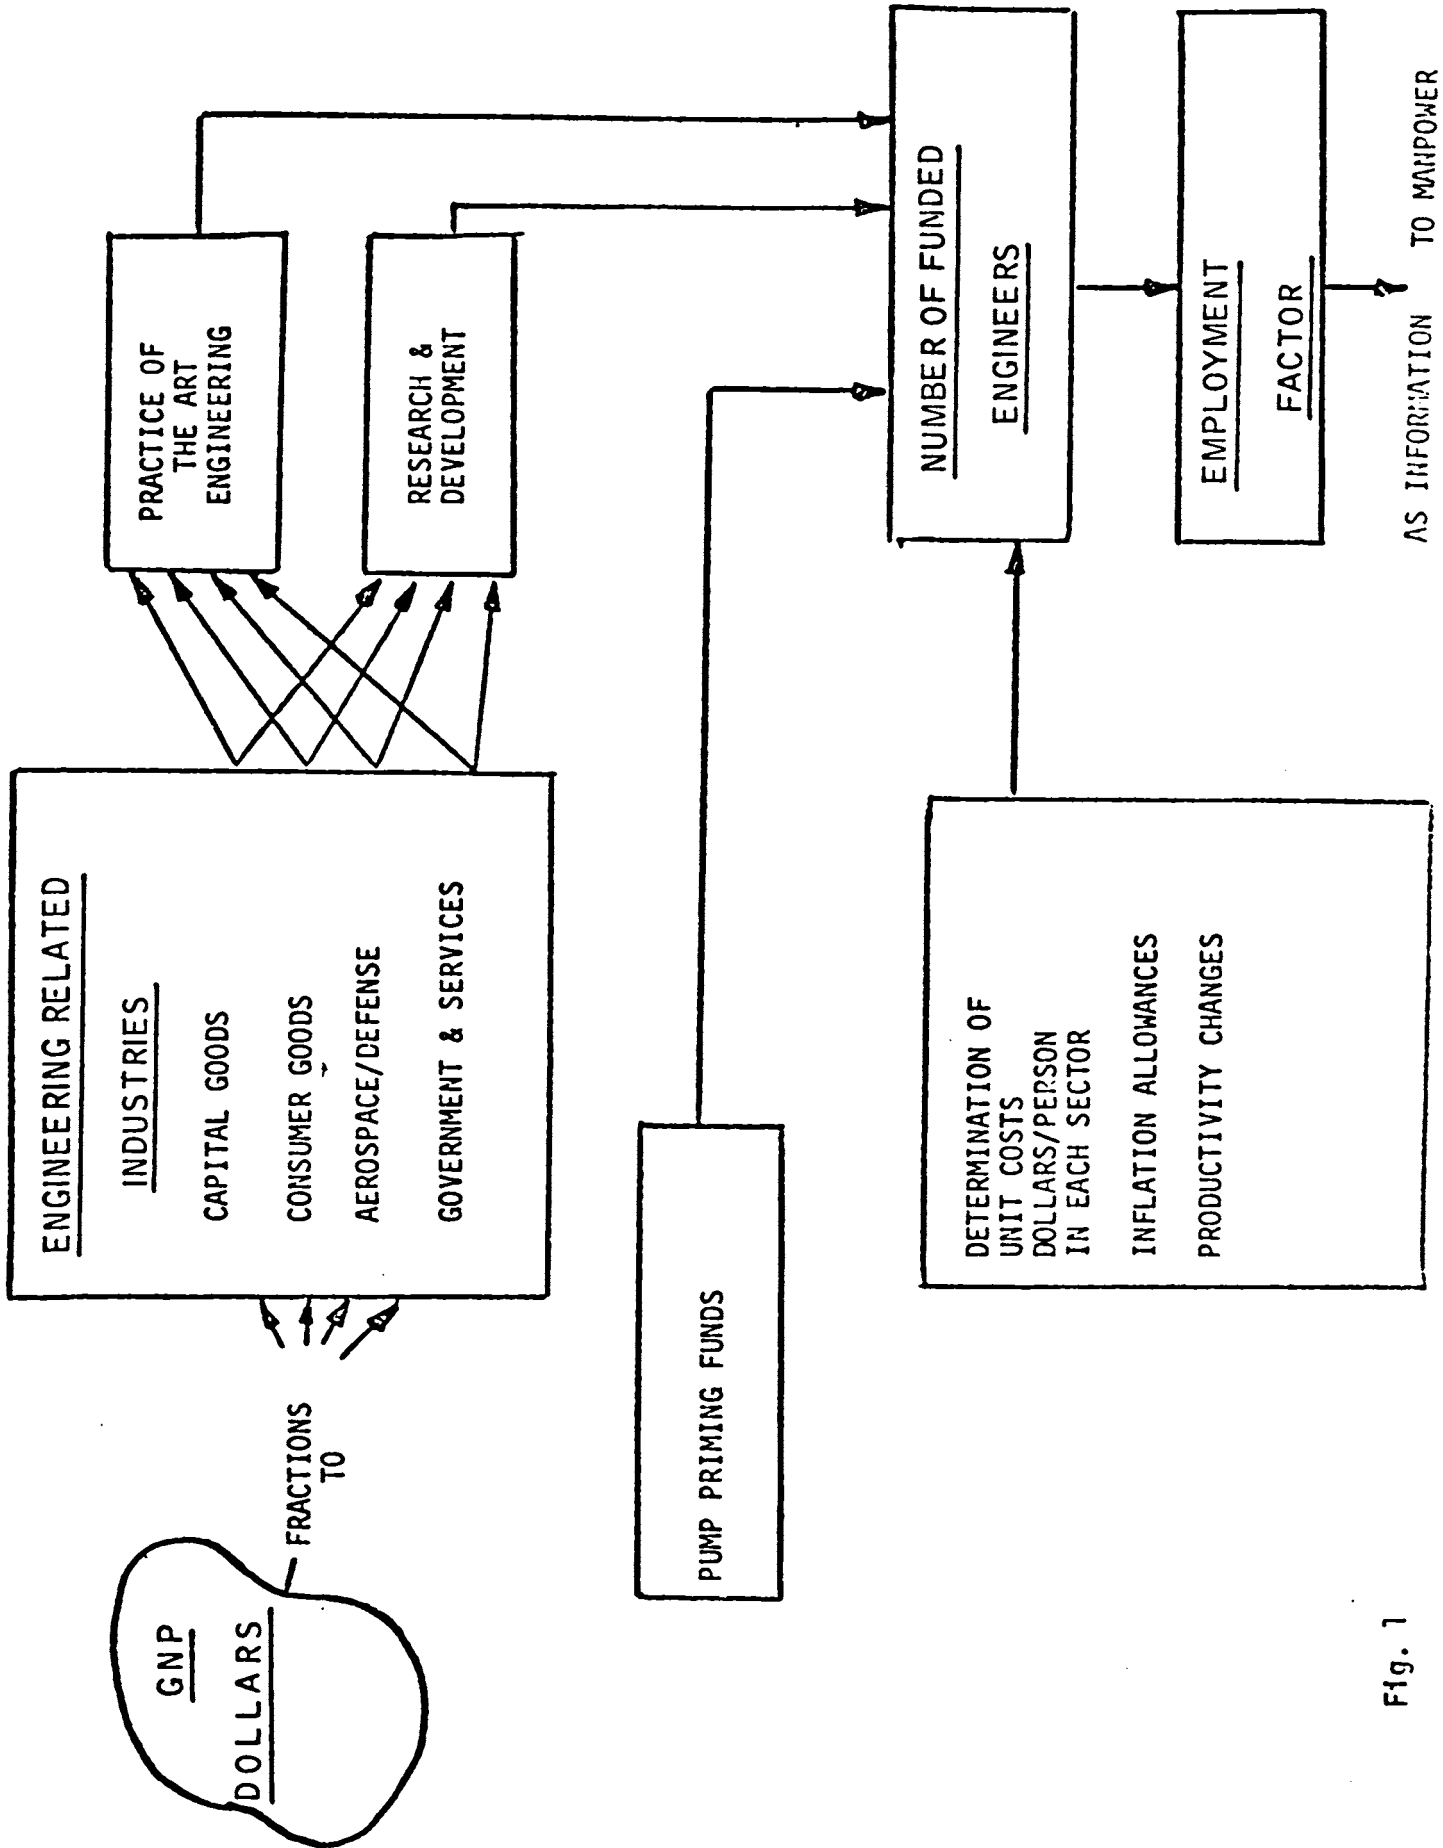 GNP
DOLLARS
FRACTIONS
TO
ENGINEERING RELATED
INDUSTRIES
CAPITAL GOODS
CONSUMER GOODS
AEROSPACE/DEFENSE
GOVERNMENT & SERVICES
PRACTICE OF
THE ART
ENGINEERING
RESEARCH &
DEVELOPMENT
PUMP PRIMING FUNDS
DETERMINATION OF
UNIT COSTS
DOLLARS/PERSON
IN EACH SECTOR
INFLATION ALLOWANCES
PRODUCTIVITY CHANGES
NUMBER OF FUNDED
ENGINEERS
EMPLOYMENT
FACTOR
AS INFORMATION TO MANPOWER
Fig. 1